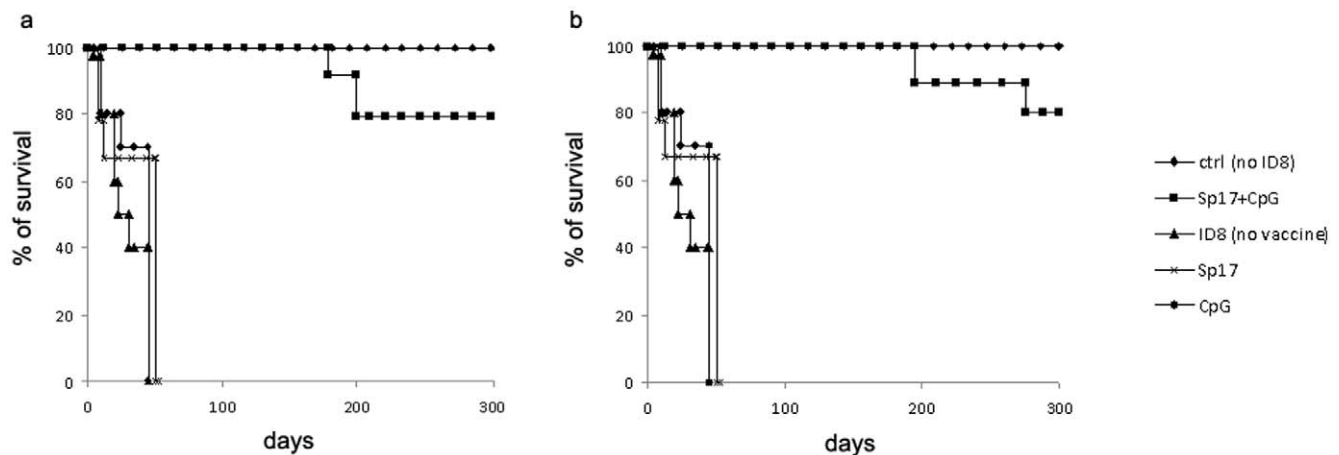 a
100
80
60
40
20
0
% of survival
0 100 200 300
days
b
100
80
60
40
20
0
% of survival
0 100 200 300
days
ctrl (no ID8)
Sp17+CpG
ID8 (no vaccine)
Sp17
CpG